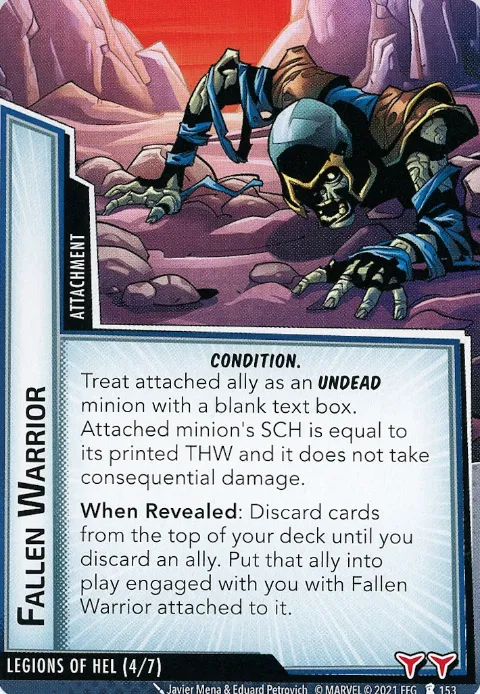 ATTACHMENT
FALLEN WARRIOR
CONDITION.
Treat attached ally as an UNDEAD
minion with a blank text box.
Attached minion's SCH is equal to
its printed THW and it does not take
consequential damage.
When Revealed: Discard cards
from the top of your deck until you
discard an ally. Put that ally into
play engaged with you with Fallen
Warrior attached to it.
LEGIONS OF HEL (4/7)
Javier Mena & Eduard Petrovich © MARVEL © 2021 FFG 153